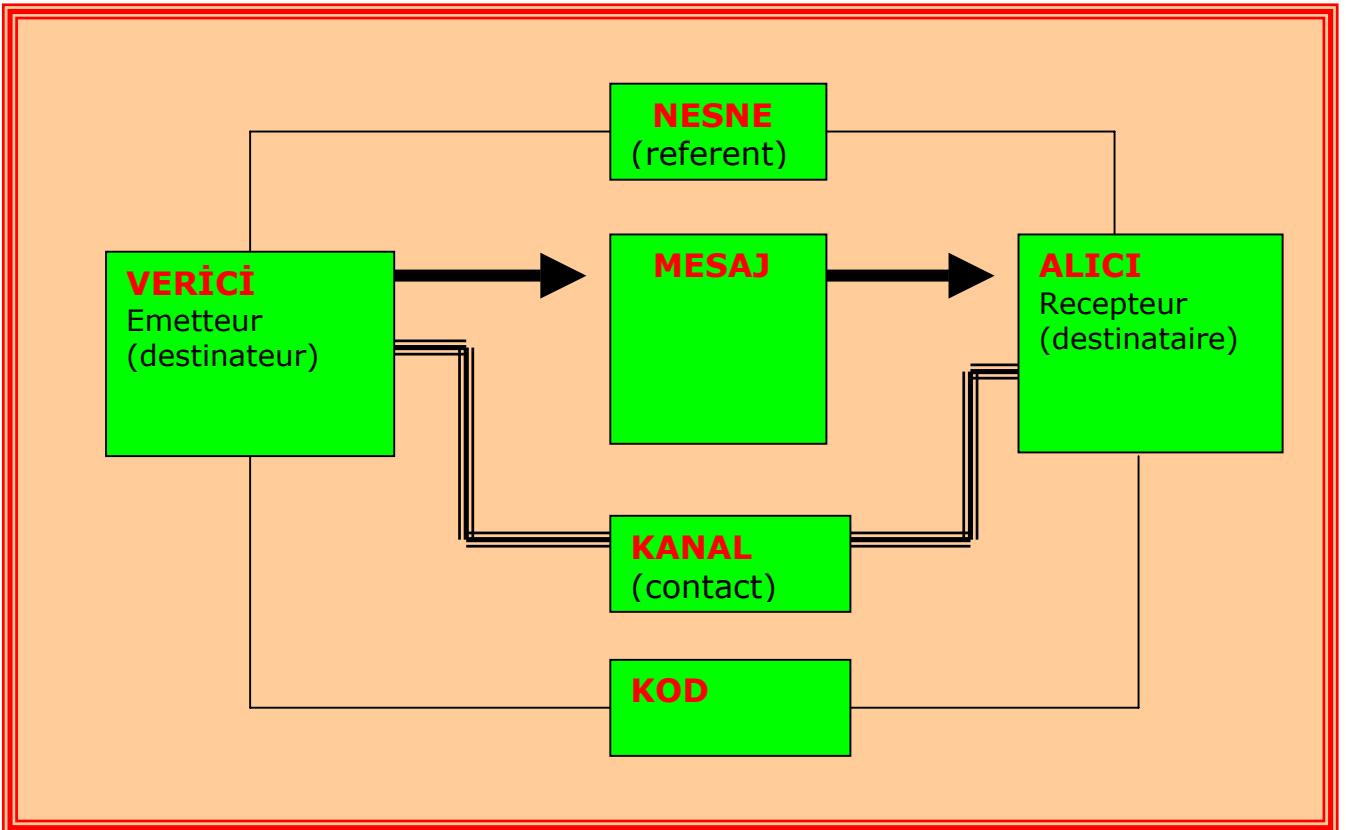 NESNE
(referent)
VERİCİ
Emetteur
(destinateur)
MESAJ
ALICI
Recepteur
(destinataire)
KANAL
(contact)
KOD